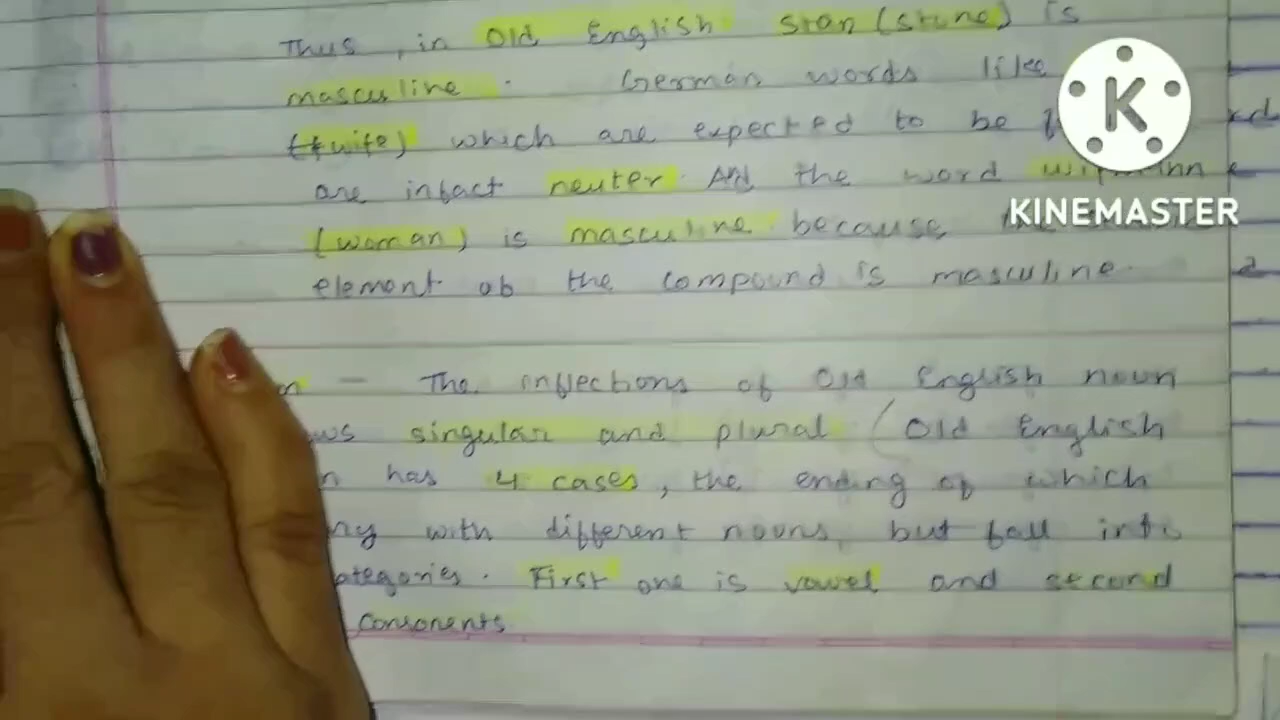 Thus, in Old English stan (stone) is
masculine. German words like
(wife) which are expected to be
are infact neuter. And the word
(woman) is masculine because
element of the compound is masculine.
The inflections of Old English noun
singular and plural (Old English
has 4 cases, the ending of which
with different nouns, but fall into
First one is vowel and second
consonents
K
KINEMASTER